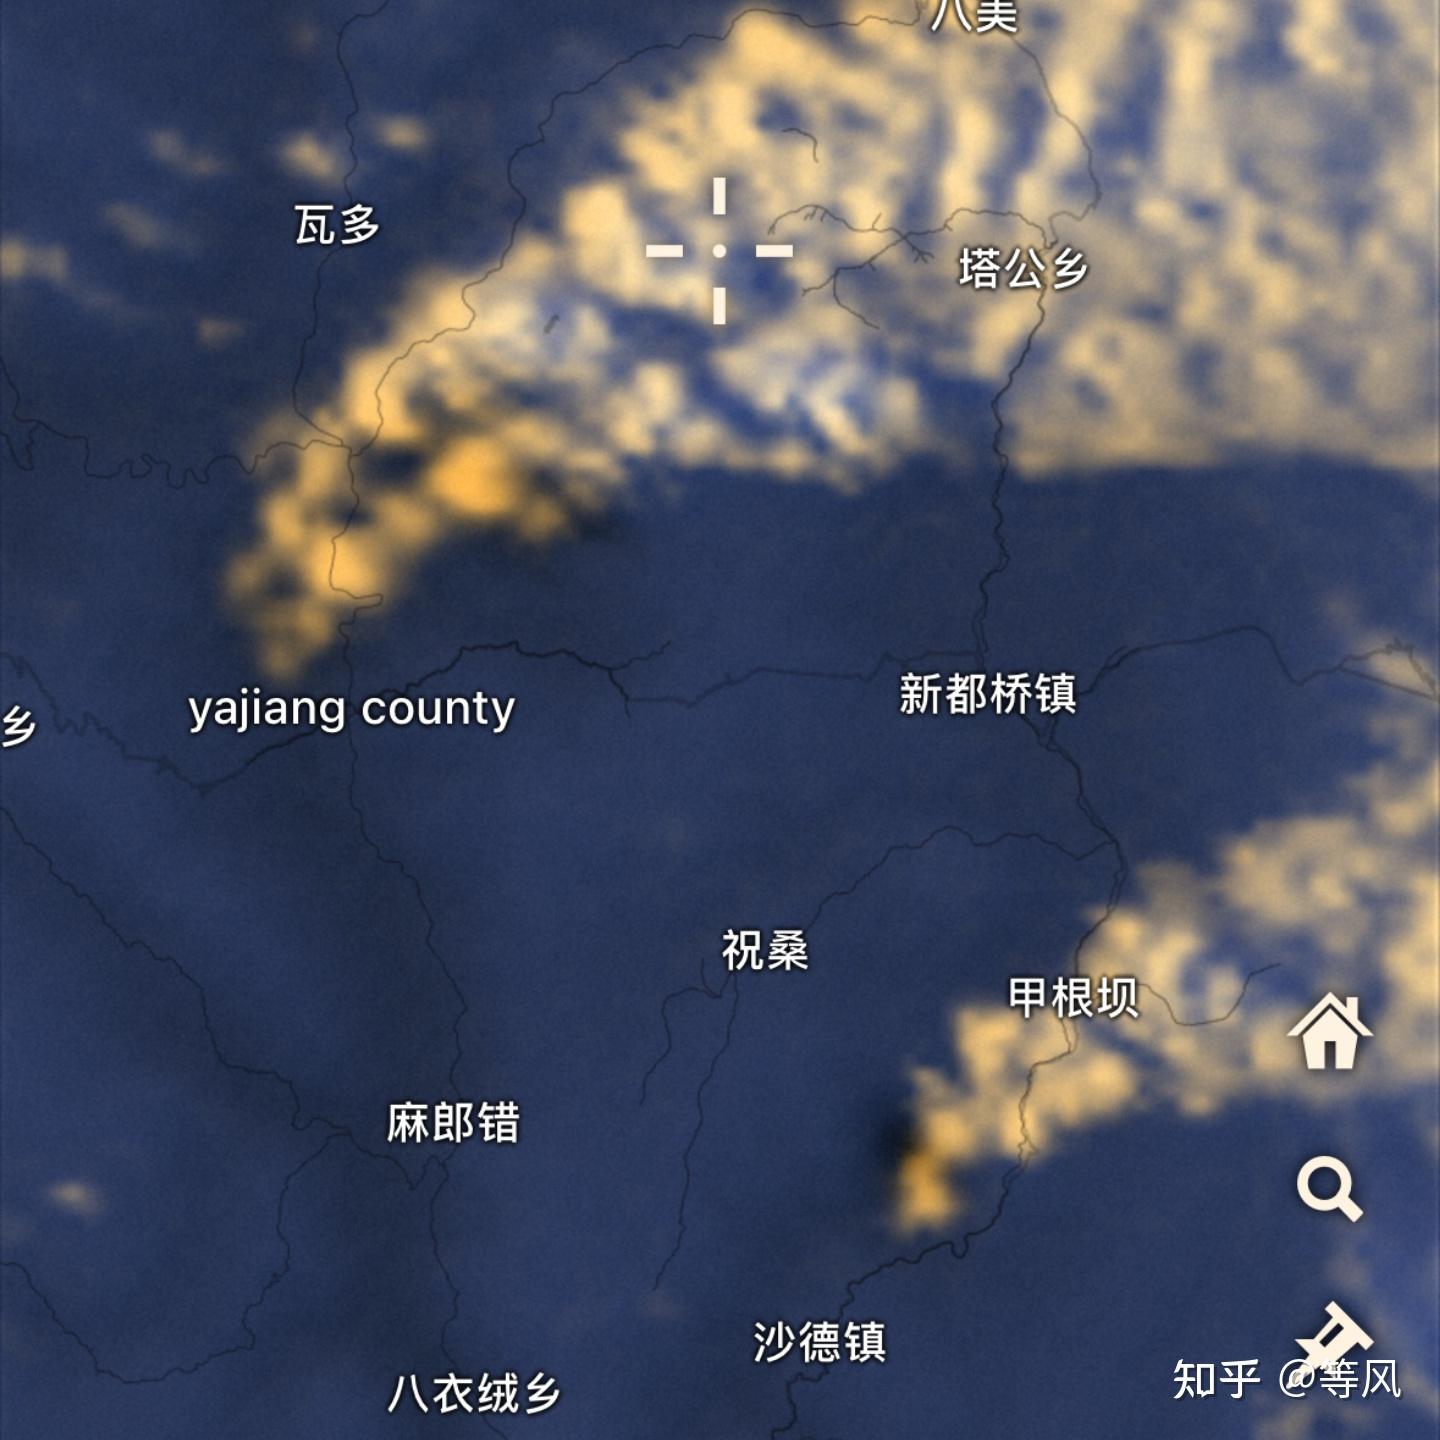 八美
瓦多
塔公乡
yajiang county
新都桥镇
乡
祝桑
甲根坝
麻郎错
沙德镇
八衣绒乡
知乎 @等风